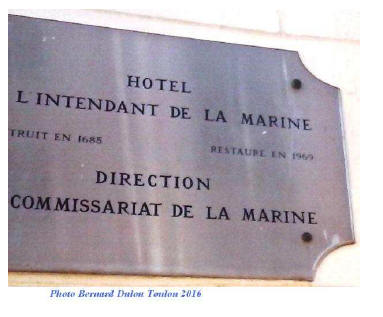 HOTEL
L'INTENDANT DE LA MARINE
TRUIT EN 1685
RESTAURE EN 1969
DIRECTION
COMMISSARIAT DE LA MARINE
Photo Bernard Dulou Toulon 2016